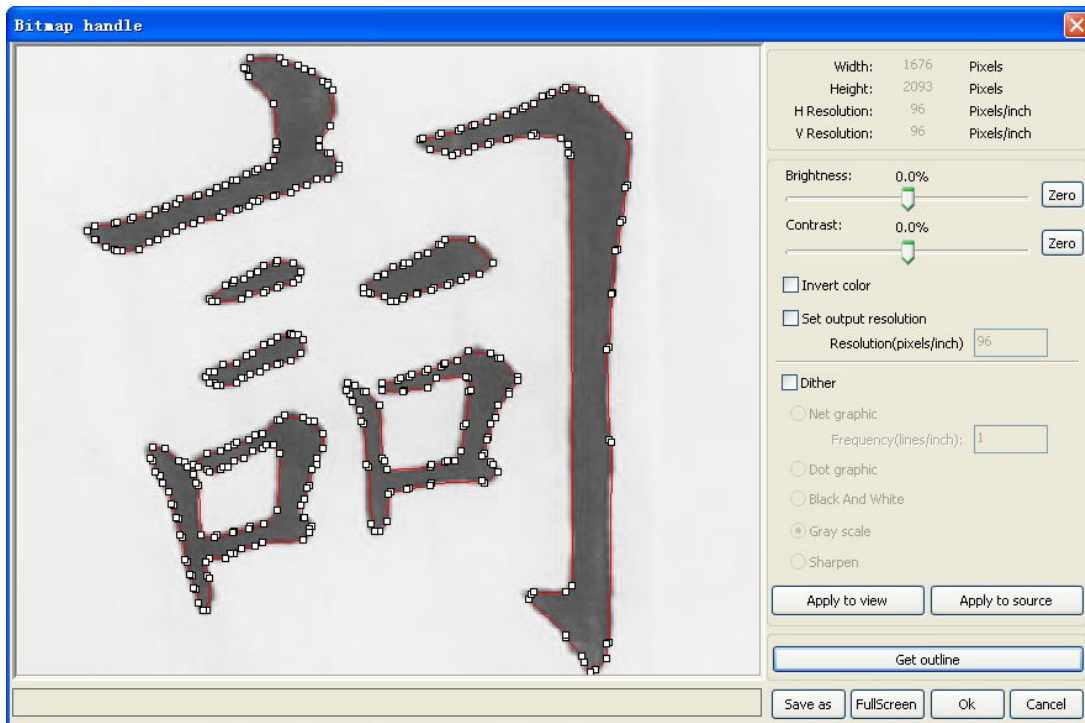 Bitmap handle
詞
Width: 1676 Pixels
Height: 2093 Pixels
H Resolution: 96 Pixels/inch
V Resolution: 96 Pixels/inch
Brightness: 0.0%
Zero
Contrast: 0.0%
Zero
Invert color
Set output resolution
Resolution(pixels/inch) 96
Dither
Net graphic
Frequency(lines/inch): 1
Dot graphic
Black And White
Gray scale
Sharpen
Apply to view Apply to source
Get outline
Save as FullScreen Ok Cancel